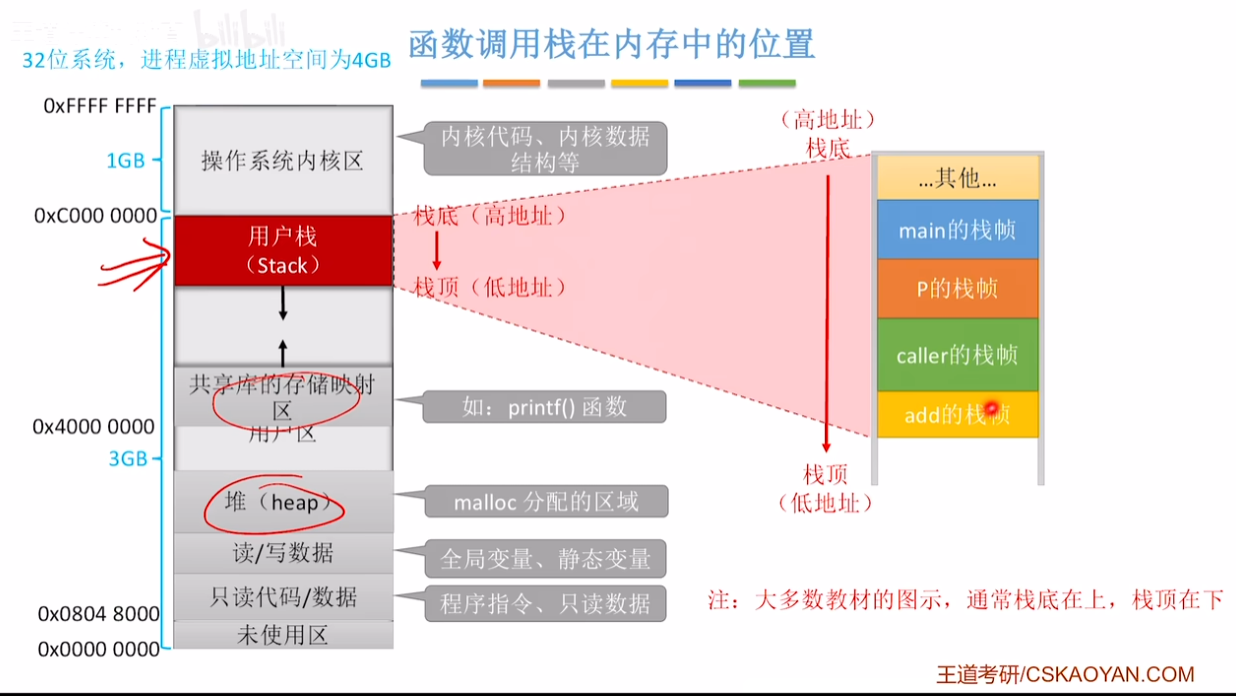 bilibili
函数调用栈在内存中的位置
32位系统，进程虚拟地址空间为4GB
0xFFFF FFFF
1GB
操作系统内核区
内核代码、内核数据
结构等
0xC000 0000
用户栈
（Stack）
栈底（高地址）
栈顶（低地址）
共享库的存储映射
区
如：printf() 函数
0x4000 0000
用户区
3GB
堆（heap）
malloc 分配的区域
读/写数据
全局变量、静态变量
只读代码/数据
程序指令、只读数据
0x0804 8000
未使用区
0x0000 0000
（高地址）
栈底
...其他...
main的栈帧
P的栈帧
caller的栈帧
add的栈帧
栈顶
（低地址）
注：大多数教材的图示，通常栈底在上，栈顶在下
王道考研/CSKAOYAN.COM